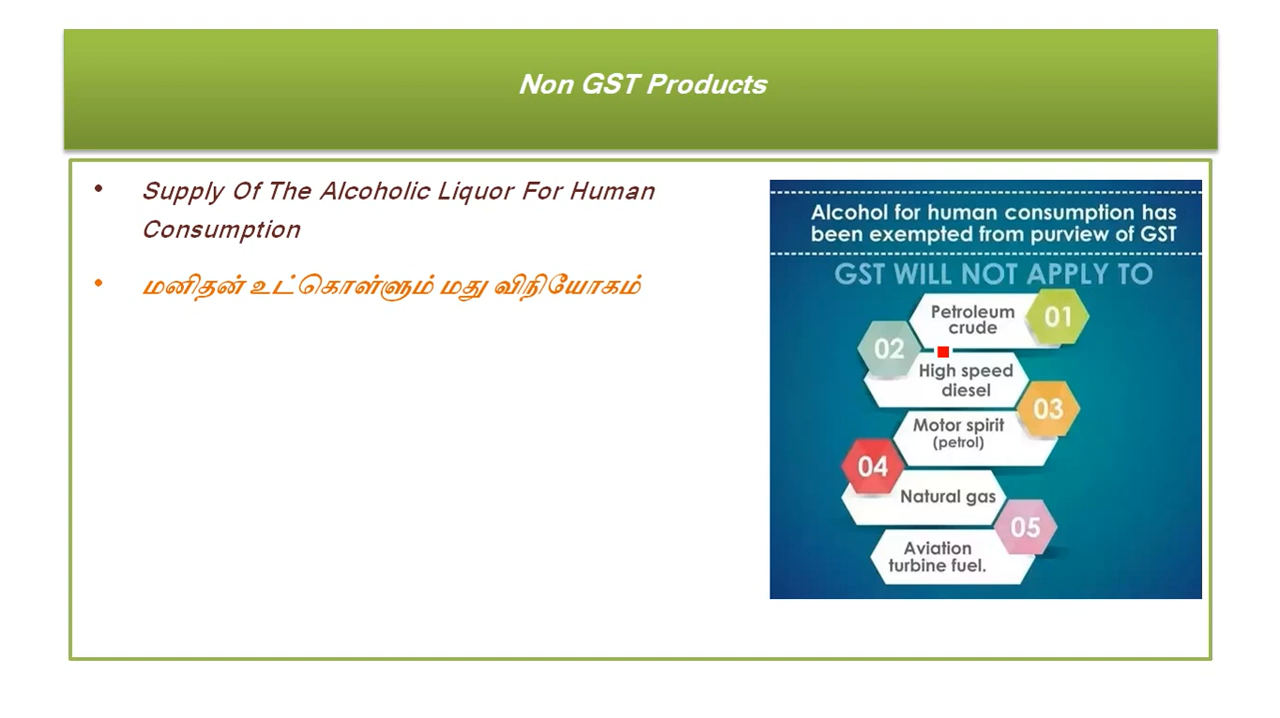 Non GST Products
• Supply Of The Alcoholic Liquor For Human
Consumption
• மனிதன் உட்கொள்ளும் மது விநியோகம்
Alcohol for human consumption has
been exempted from purview of GST
GST WILL NOT APPLY TO
Petroleum
crude
01
02
High speed
diesel
03
Motor spirit
(petrol)
04
Natural gas
05
Aviation
turbine fuel.